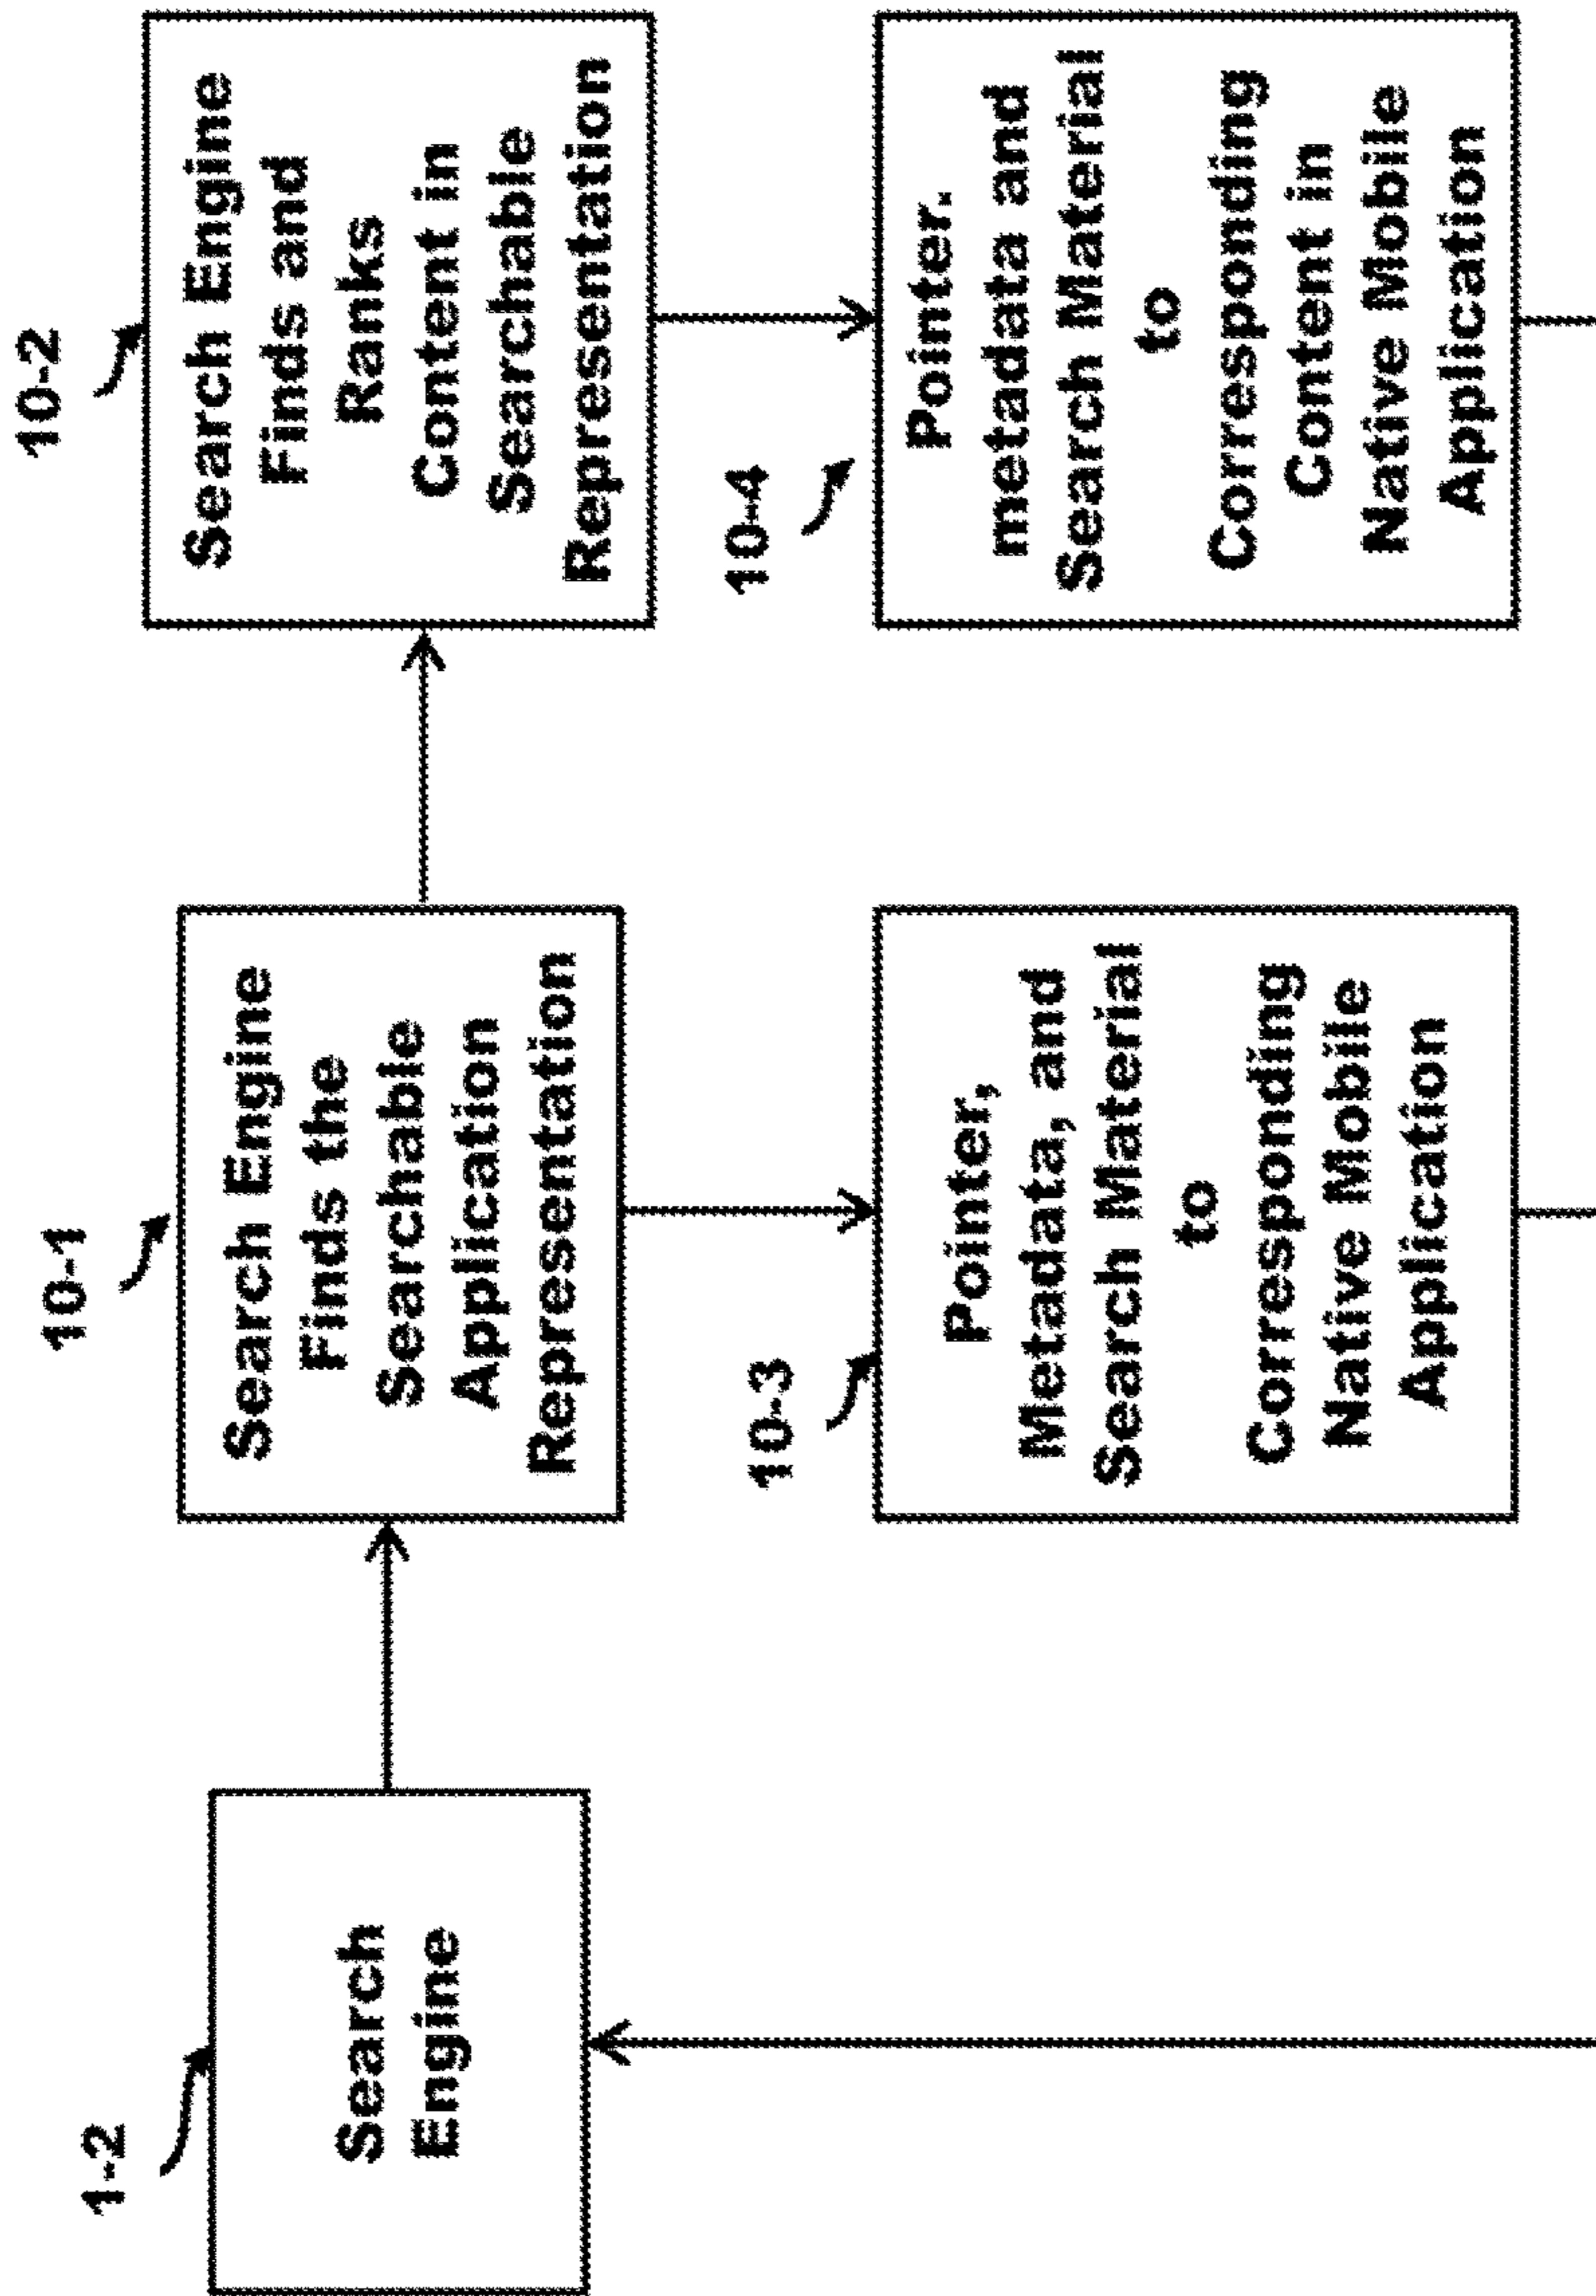 1-2
Search
Engine
10-1
Search Engine
Finds the
Searchable
Application
Representation
10-2
Search Engine
Finds and
Ranks
Content in
Searchable
Representation
10-3
Pointer,
Metadata, and
Search Material
to
Corresponding
Native Mobile
Application
10-4
Pointer.
metadata and
Search Material
to
Corresponding
Content in
Native Mobile
Application